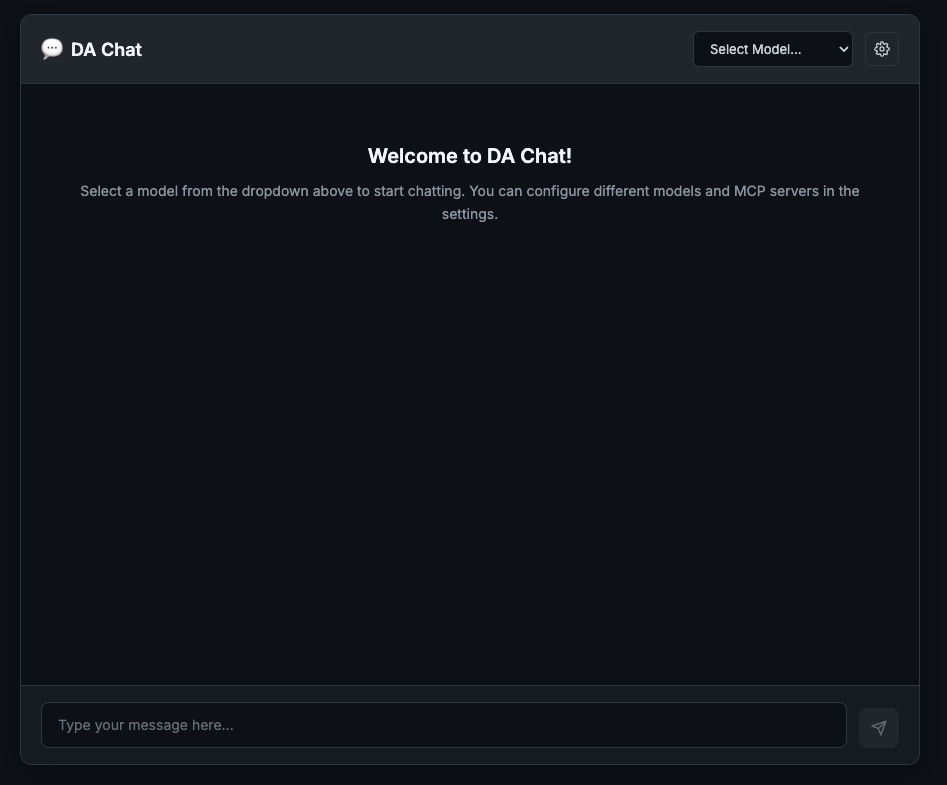 DA Chat
Select Model...
Welcome to DA Chat!
Select a model from the dropdown above to start chatting. You can configure different models and MCP servers in the
settings.
Type your message here...